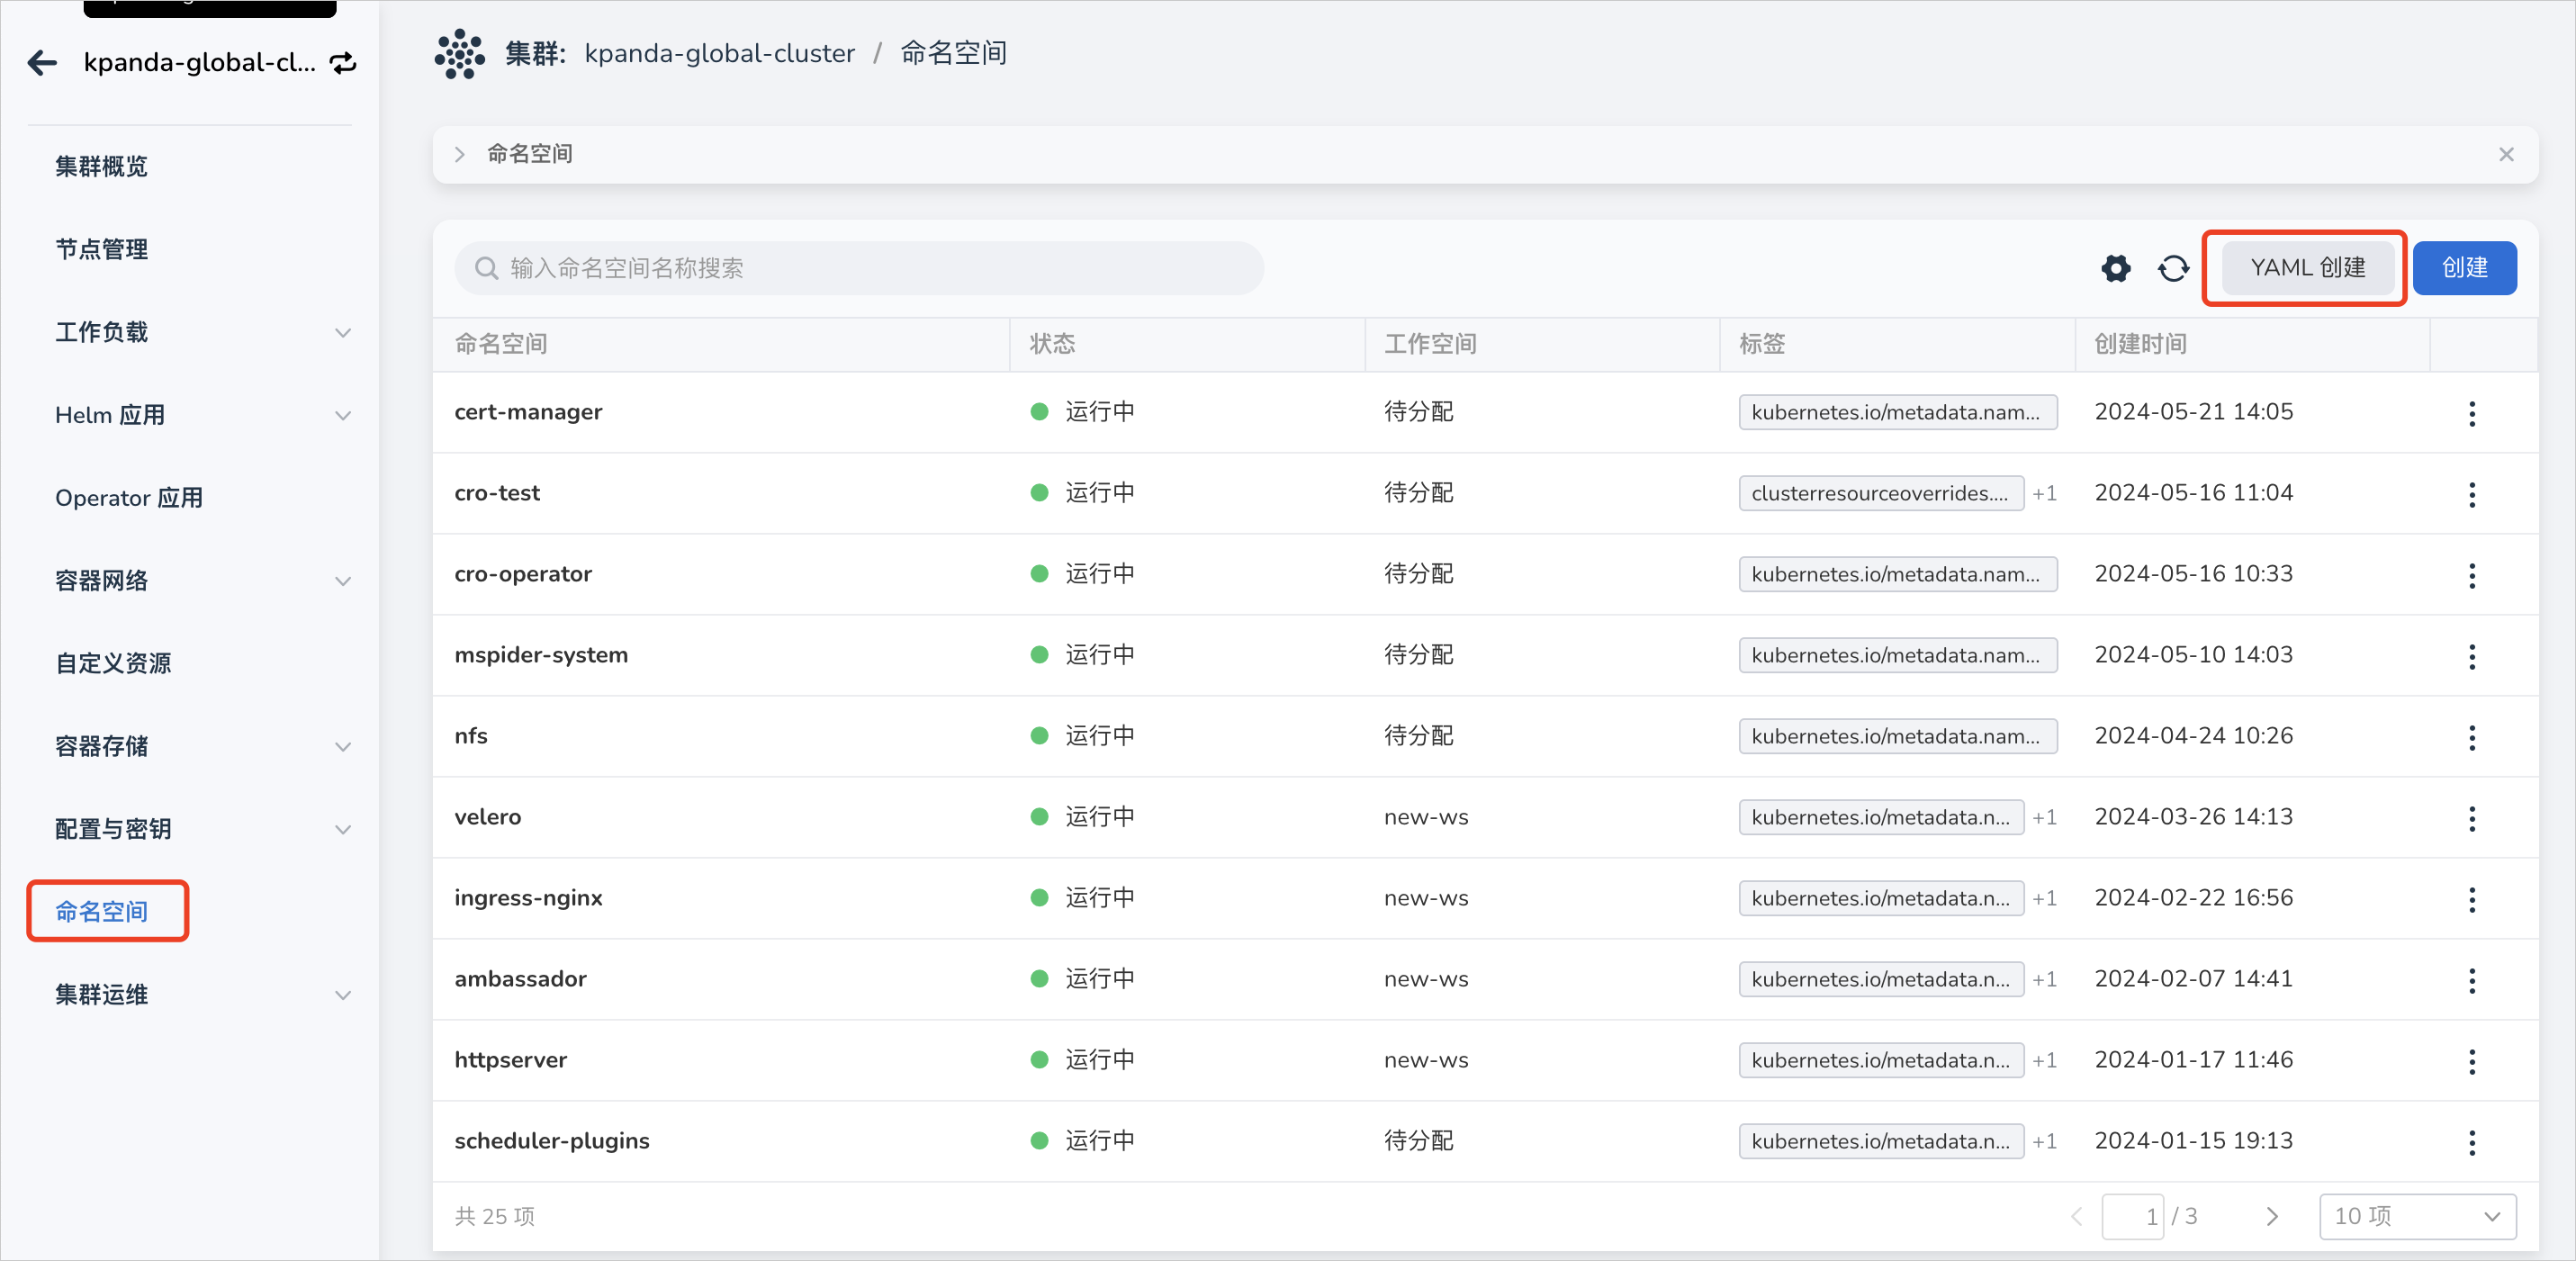 kpanda-global-cl...
集群概览
节点管理
工作负载
Helm 应用
Operator 应用
容器网络
自定义资源
容器存储
配置与密钥
命名空间
集群运维
集群: kpanda-global-cluster / 命名空间
命名空间
输入命名空间名称搜索
YAML 创建
创建
命名空间 状态 工作空间 标签 创建时间
cert-manager 运行中 待分配 kubernetes.io/metadata.nam... 2024-05-21 14:05
cro-test 运行中 待分配 clusterresourceoverrides.... +1 2024-05-16 11:04
cro-operator 运行中 待分配 kubernetes.io/metadata.nam... 2024-05-16 10:33
mspider-system 运行中 待分配 kubernetes.io/metadata.nam... 2024-05-10 14:03
nfs 运行中 待分配 kubernetes.io/metadata.nam... 2024-04-24 10:26
velero 运行中 new-ws kubernetes.io/metadata.n... +1 2024-03-26 14:13
ingress-nginx 运行中 new-ws kubernetes.io/metadata.n... +1 2024-02-22 16:56
ambassador 运行中 new-ws kubernetes.io/metadata.n... +1 2024-02-07 14:41
httpserver 运行中 new-ws kubernetes.io/metadata.n... +1 2024-01-17 11:46
scheduler-plugins 运行中 待分配 kubernetes.io/metadata.n... +1 2024-01-15 19:13
共 25 项 1 / 3 10 项